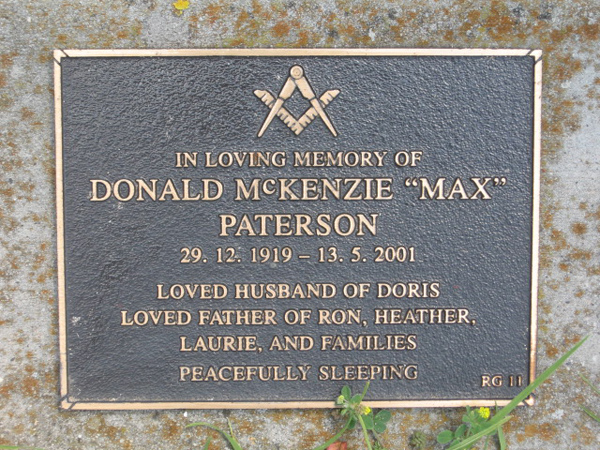 IN LOVING MEMORY OF
DONALD McKENZIE “MAX”
PATERSON
29. 12. 1919 – 13. 5. 2001
LOVED HUSBAND OF DORIS
LOVED FATHER OF RON, HEATHER,
LAURIE, AND FAMILIES
PEACEFULLY SLEEPING
RG 11